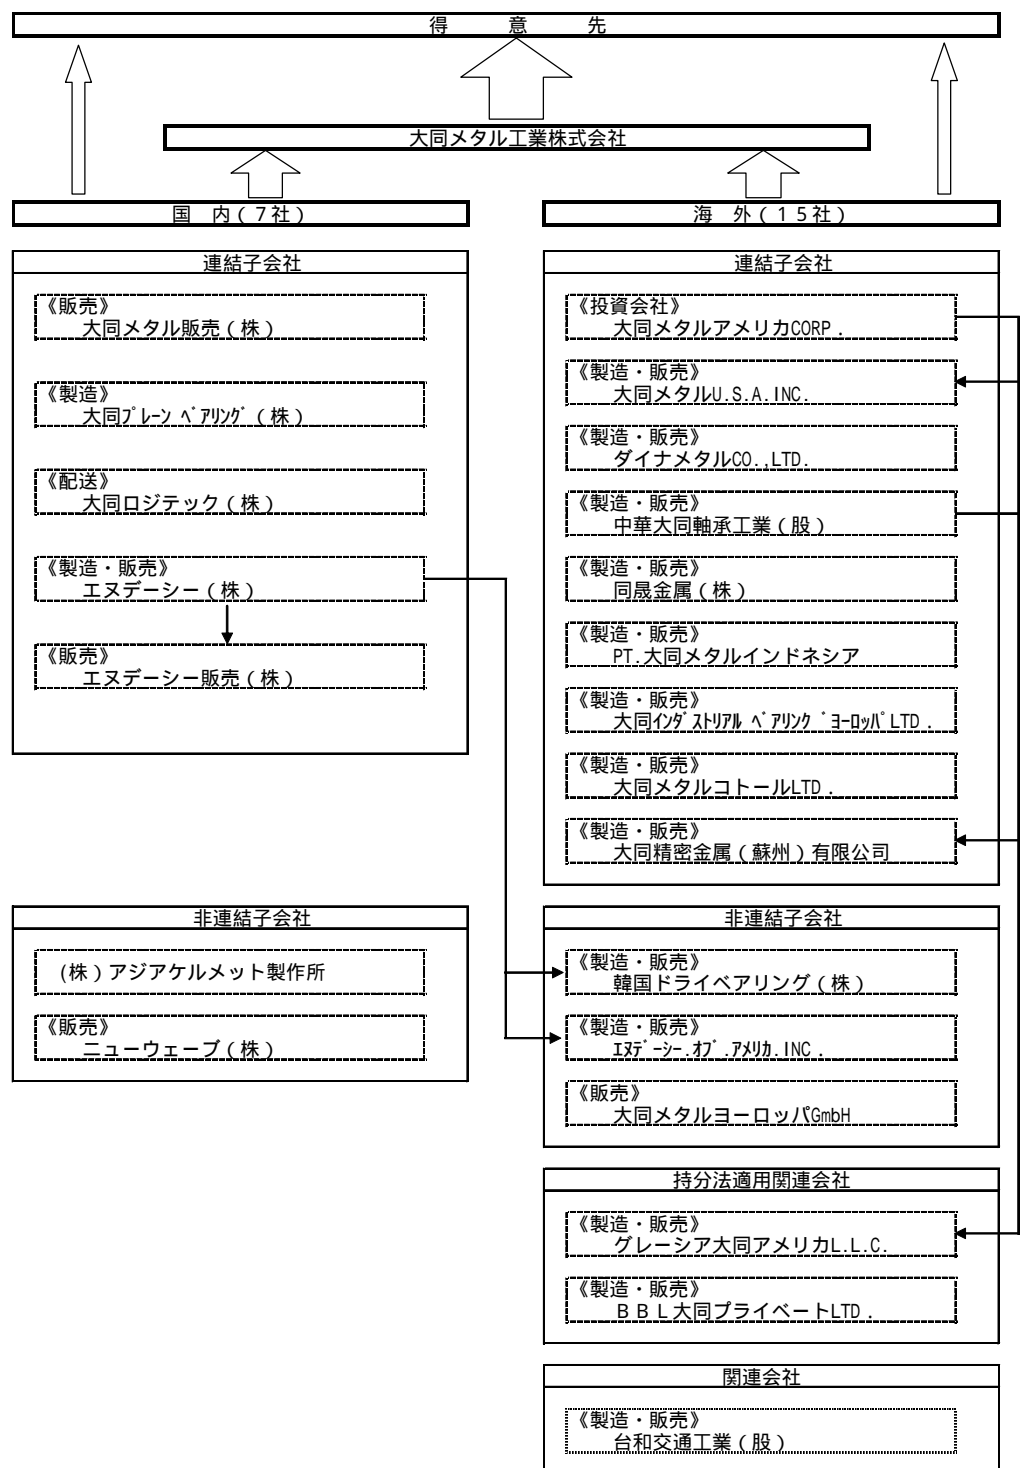 得　意　先
大同メタル工業株式会社
国　内（７社）
海　外（１５社）
連結子会社
《販売》
大同メタル販売（株）
《製造》
大同ﾌﾟﾚｰﾝ ﾍﾞｱﾘﾝｸﾞ（株）
《配送》
大同ロジテック（株）
《製造・販売》
エヌデーシー（株）
《販売》
エヌデーシー販売（株）
非連結子会社
(株）アジアケルメット製作所
《販売》
ニューウェーブ（株）
連結子会社
《投資会社》
大同メタルアメリカCORP．
《製造・販売》
大同メタルU.S.A.INC.
《製造・販売》
ダイナメタルCO.,LTD.
《製造・販売》
中華大同軸承工業（股）
《製造・販売》
同晟金属（株）
《製造・販売》
PT.大同メタルインドネシア
《製造・販売》
大同ｲﾝﾀﾞｽﾄﾘｱﾙ ﾍﾞｱﾘﾝｸﾞﾖｰﾛｯﾊﾟLTD．
《製造・販売》
大同メタルコトールLTD．
《製造・販売》
大同精密金属（蘇州）有限公司
非連結子会社
《製造・販売》
韓国ドライベアリング（株）
《製造・販売》
ｴﾇﾃﾞｰｼｰ.ｵﾌﾞ.ｱﾒﾘｶ.INC．
《販売》
大同メタルヨーロッパGmbH
持分法適用関連会社
《製造・販売》
グレーシア大同アメリカL.L.C.
《製造・販売》
ＢＢＬ大同プライベートLTD．
関連会社
《製造・販売》
台和交通工業（股）